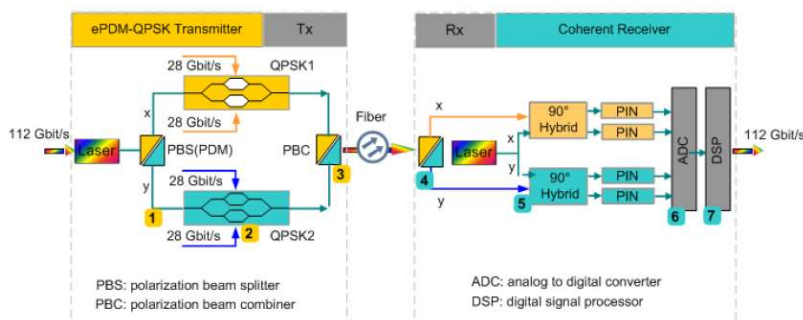 ePDM-QPSK Transmitter
Tx
Rx
Coherent Receiver
28 Gbit/s
QPSK1
28 Gbit/s
x
112 Gbit/s
Laser
PBS(PDM)
y
28 Gbit/s
1
2
28 Gbit/s
QPSK2
PBC
3
Fiber
x
4
y
Laser
x
y
90°
Hybrid
PIN
PIN
5
90°
Hybrid
PIN
PIN
ADC
6
DSP
7
112 Gbit/s
PBS: polarization beam splitter
PBC: polarization beam combiner
ADC: analog to digital converter
DSP: digital signal processor